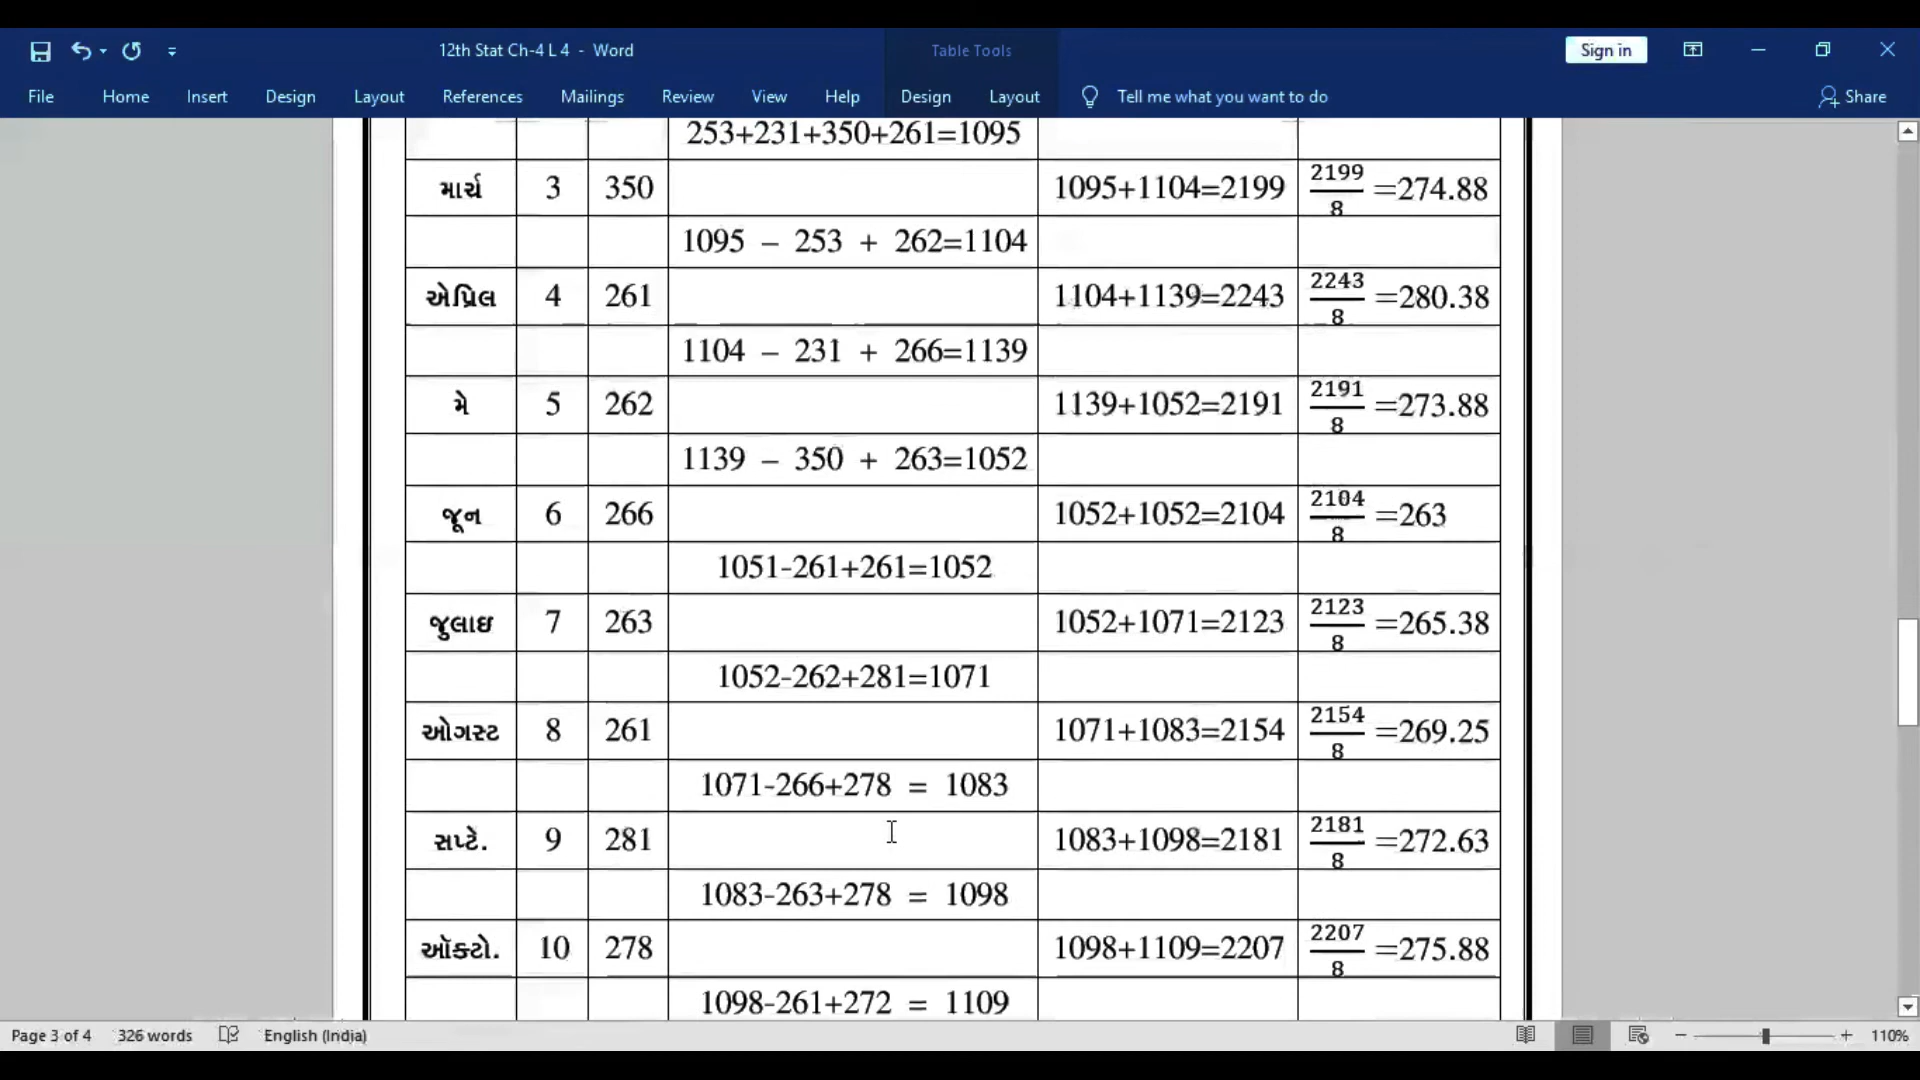 12th Stat Ch-4 L 4 - Word
Table Tools
Sign in
File Home Insert Design Layout References Mailings Review View Help Design Layout Tell me what you want to do Share
253+231+350+261=1095
માર્ચ 3 350 1095+1104=2199 2199/8 =274.88
1095 – 253 + 262=1104
એપ્રિલ 4 261 1104+1139=2243 2243/8 =280.38
1104 – 231 + 266=1139
મે 5 262 1139+1052=2191 2191/8 =273.88
1139 – 350 + 263=1052
જૂન 6 266 1052+1052=2104 2104/8 =263
1051-261+261=1052
જુલાઇ 7 263 1052+1071=2123 2123/8 =265.38
1052-262+281=1071
ઓગસ્ટ 8 261 1071+1083=2154 2154/8 =269.25
1071-266+278 = 1083
સપ્ટે. 9 281 1083+1098=2181 2181/8 =272.63
1083-263+278 = 1098
ઑક્ટો. 10 278 1098+1109=2207 2207/8 =275.88
1098-261+272 = 1109
Page 3 of 4 326 words English (India) 110%